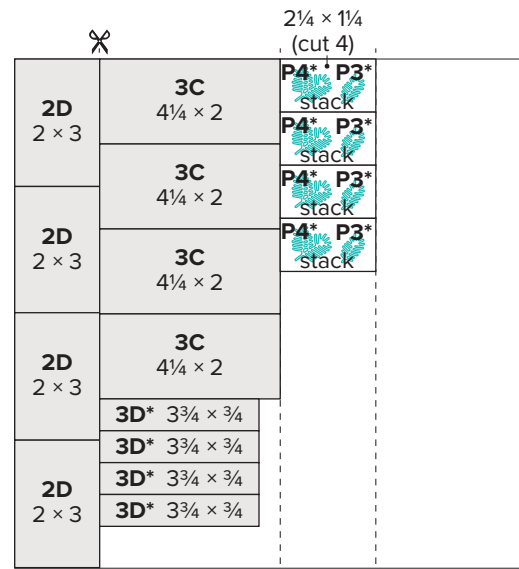 2¼ × 1¼
(cut 4)
2D
2 × 3
2D
2 × 3
2D
2 × 3
2D
2 × 3
3C
4¼ × 2
3C
4¼ × 2
3C
4¼ × 2
3C
4¼ × 2
3D* 3¾ × ¾
3D* 3¾ × ¾
3D* 3¾ × ¾
3D* 3¾ × ¾
P4* P3*
stack
P4* P3*
stack
P4* P3*
stack
P4* P3*
stack